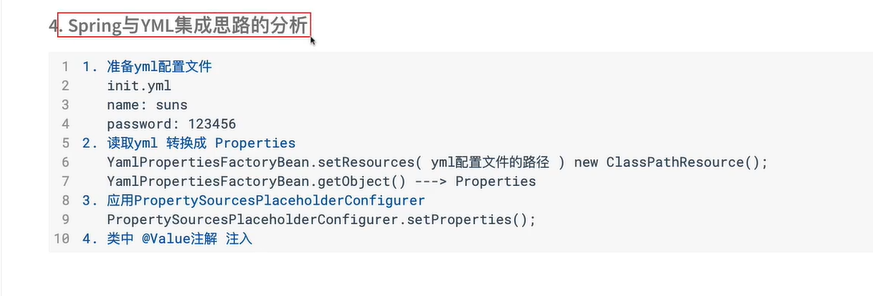 4. Spring与YML集成思路的分析
1 1. 准备yml配置文件
2 init.yml
3 name: suns
4 password: 123456
5 2. 读取yml 转换成 Properties
6 YamlPropertiesFactoryBean.setResources( yml配置文件的路径 ) new ClassPathResource();
7 YamlPropertiesFactoryBean.getObject() ---> Properties
8 3. 应用PropertySourcesPlaceholderConfigurer
9 PropertySourcesPlaceholderConfigurer.setProperties();
10 4. 类中 @Value注解 注入